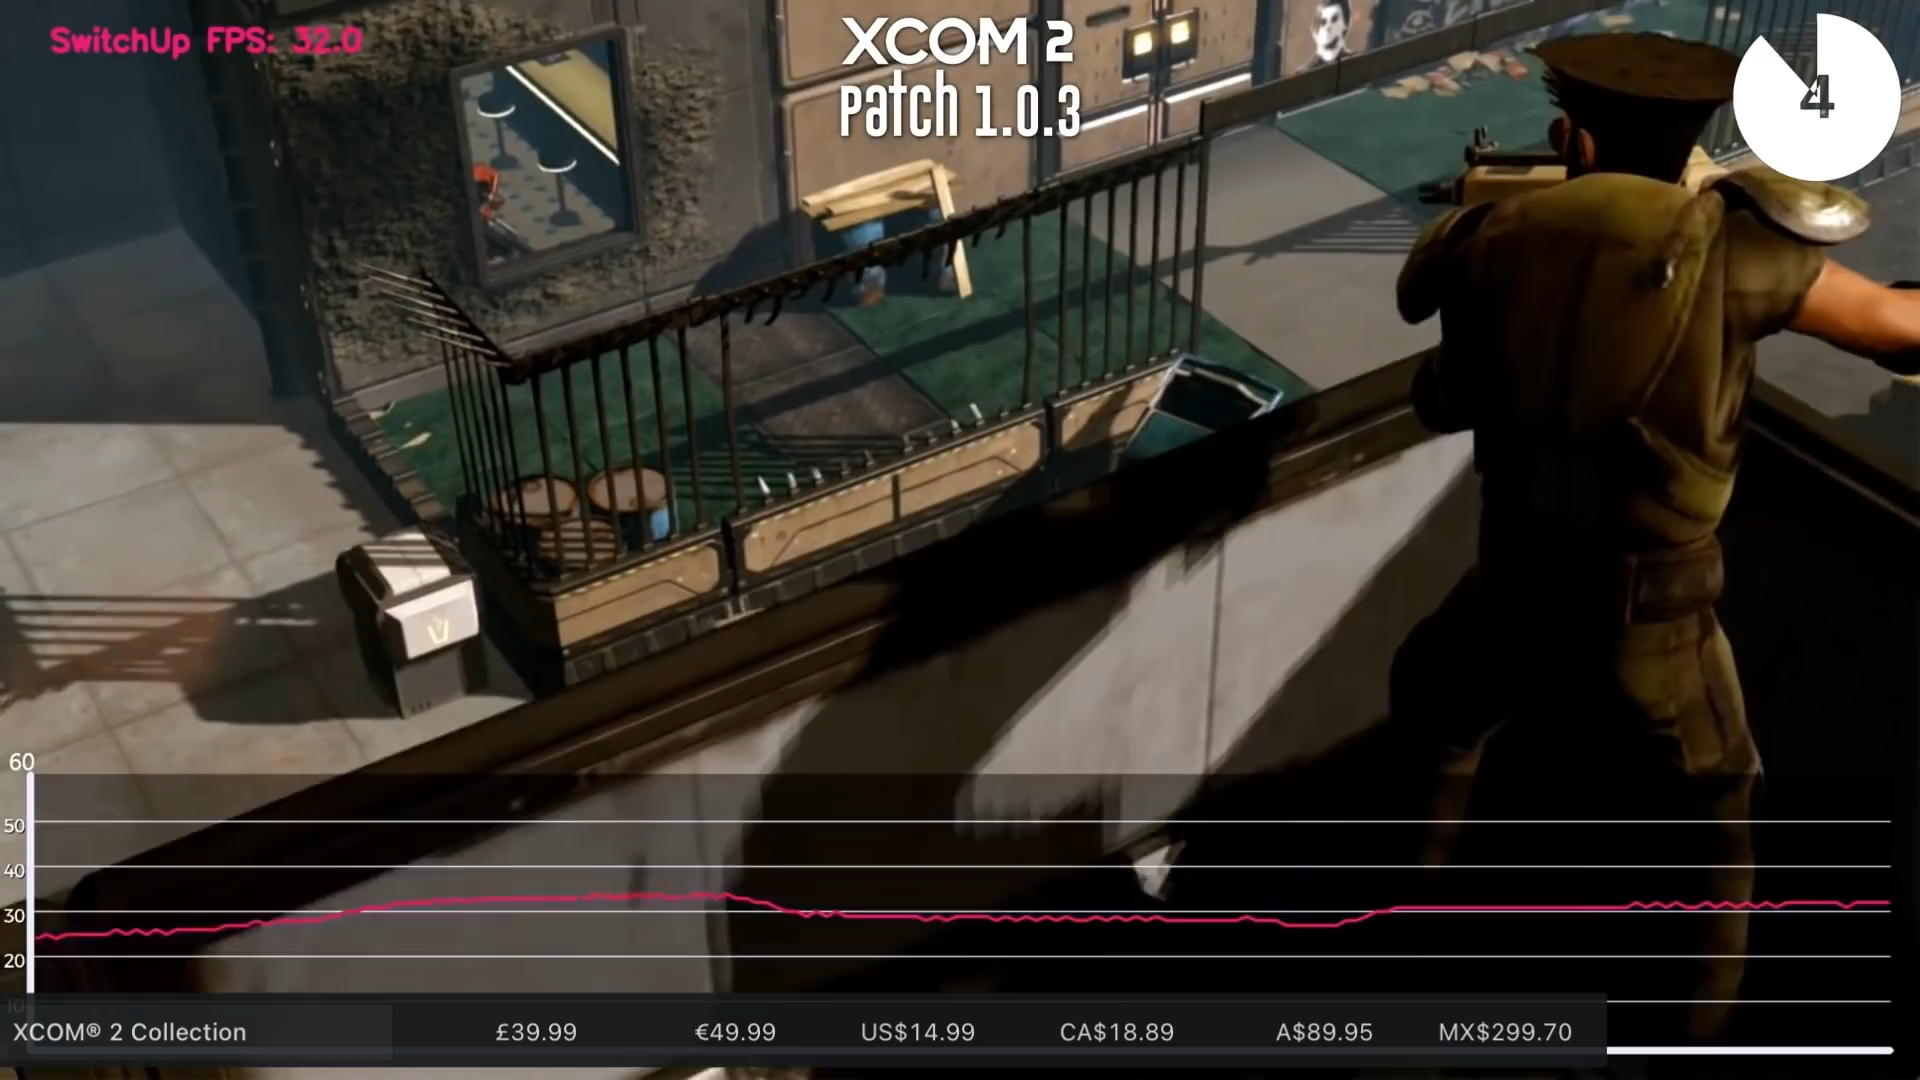 SwitchUp FPS: 32.0
XCOM 2
Patch 1.0.3
4
60
50
40
30
20
10
XCOM® 2 Collection £39.99 €49.99 US$14.99 CA$18.89 A$89.95 MX$299.70